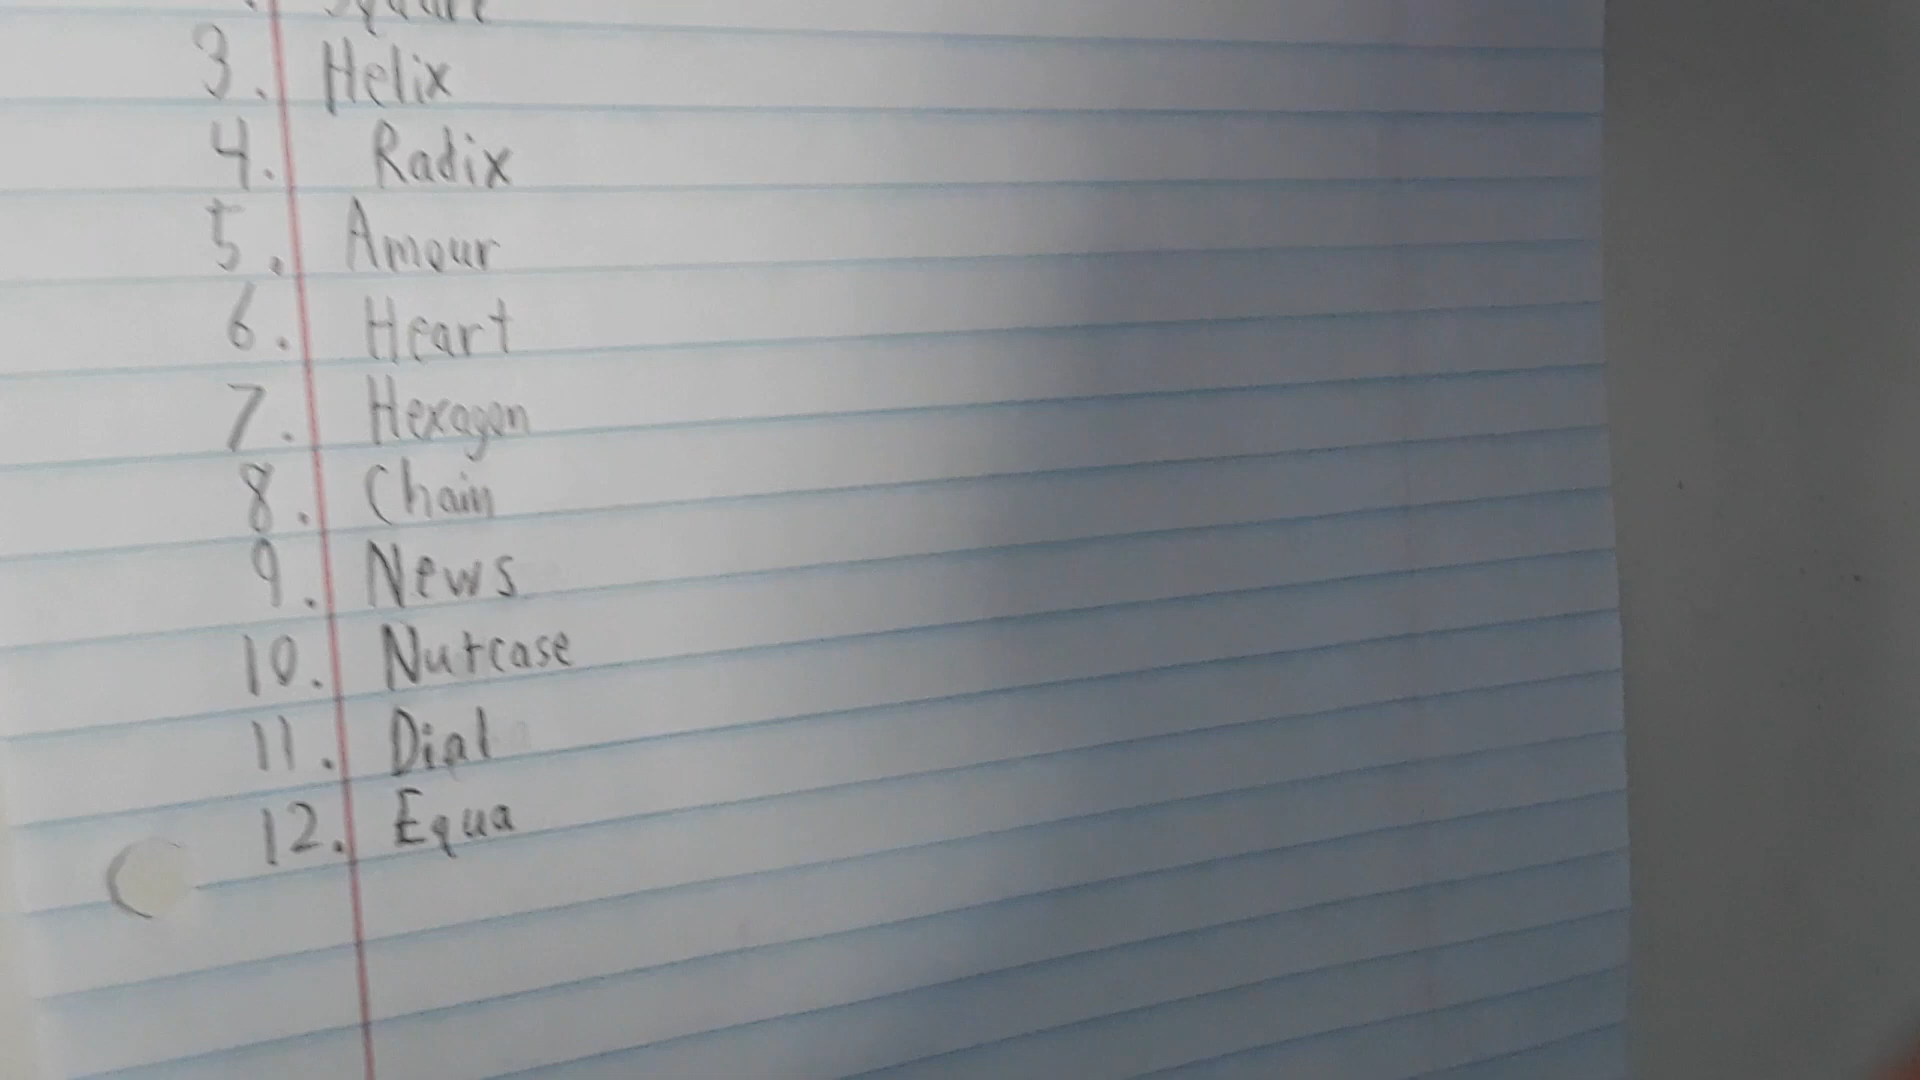 . Square
3. Helix
4. Radix
5. Amour
6. Heart
7. Hexagon
8. Chain
9. News
10. Nutcase
11. Dial
12. Equa